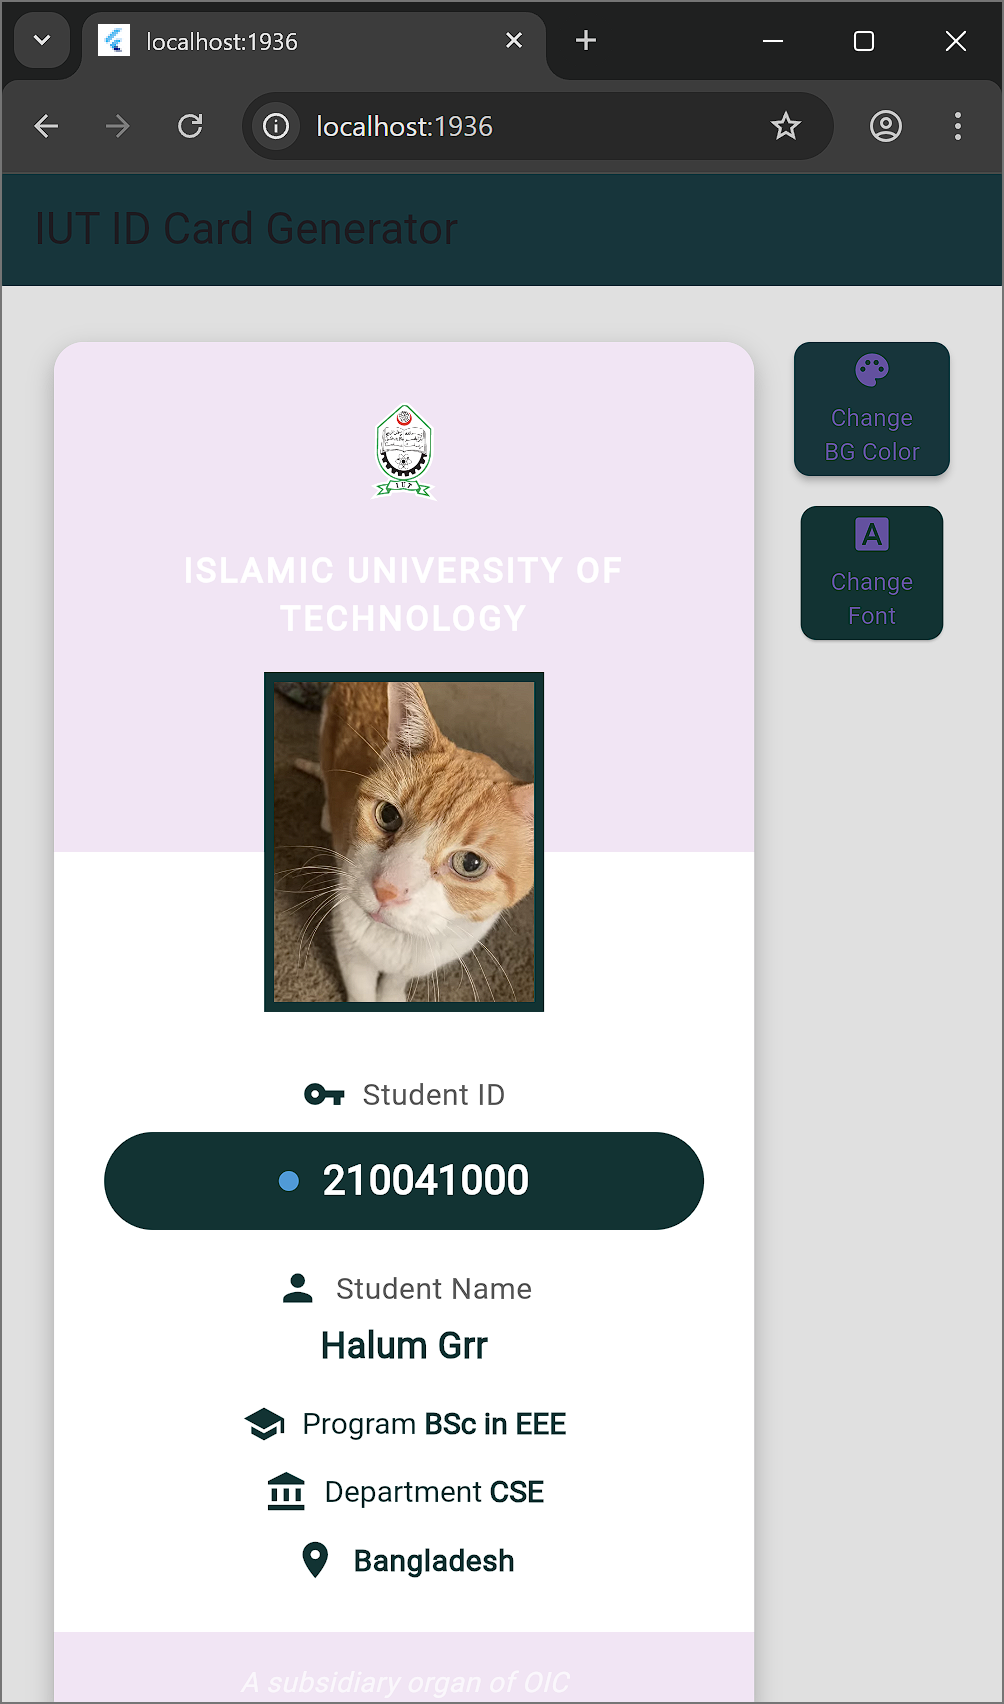 localhost:1936
localhost:1936
IUT ID Card Generator
IUT
ISLAMIC UNIVERSITY OF
TECHNOLOGY
Change
BG Color
A
Change
Font
Student ID
210041000
Student Name
Halum Grr
Program BSc in EEE
Department CSE
Bangladesh
A subsidiary organ of OIC